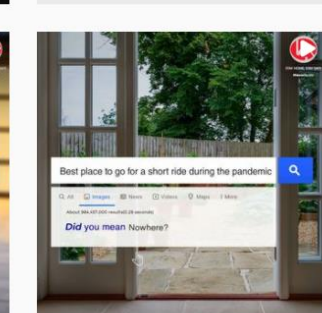 Best place to go for a short ride during the pandemic
All Images News Videos Maps More
Did you mean Nowhere?